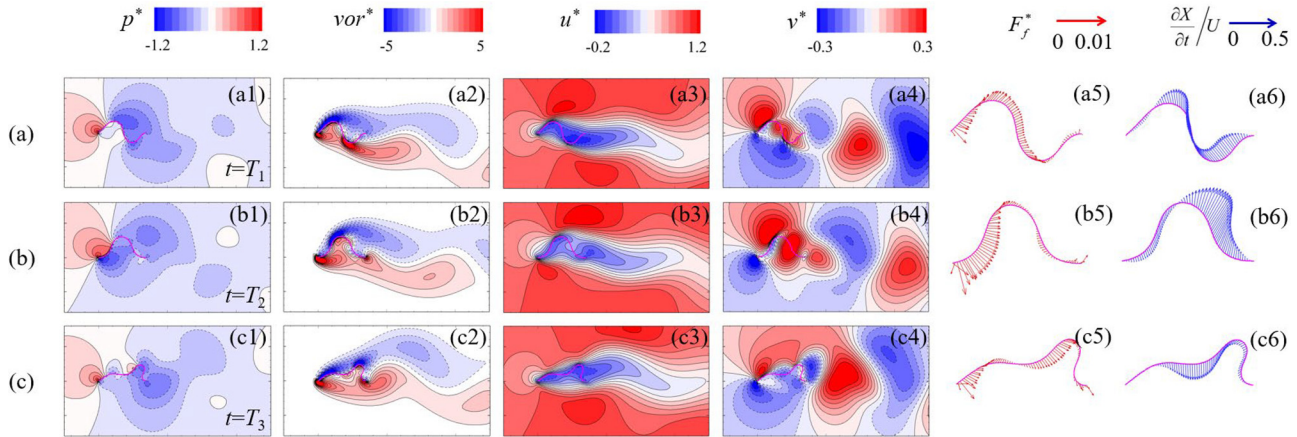 p* vor* u* v* F_f* ∂X/∂t / U
-1.2 1.2 -5 5 -0.2 1.2 -0.3 0.3 0 0.01 0 0.5
(a) (a1) (a2) (a3) (a4) (a5) (a6)
t=T₁
(b) (b1) (b2) (b3) (b4) (b5) (b6)
t=T₂
(c) (c1) (c2) (c3) (c4) (c5) (c6)
t=T₃